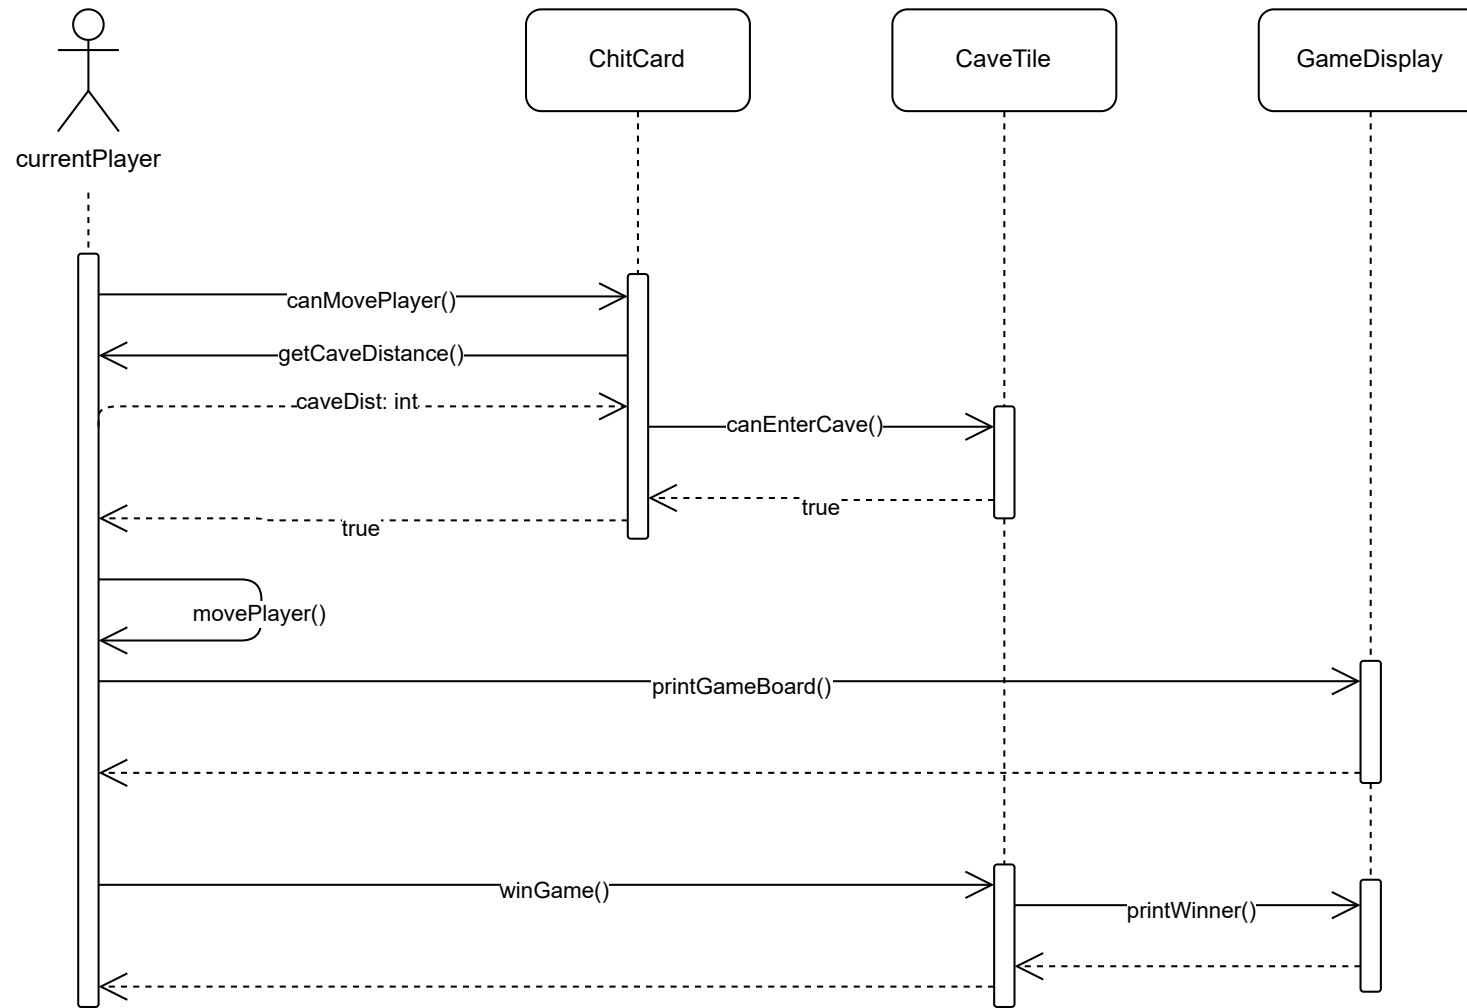 ChitCard
CaveTile
GameDisplay
currentPlayer
canMovePlayer()
getCaveDistance()
caveDist: int
canEnterCave()
true
true
movePlayer()
printGameBoard()
winGame()
printWinner()